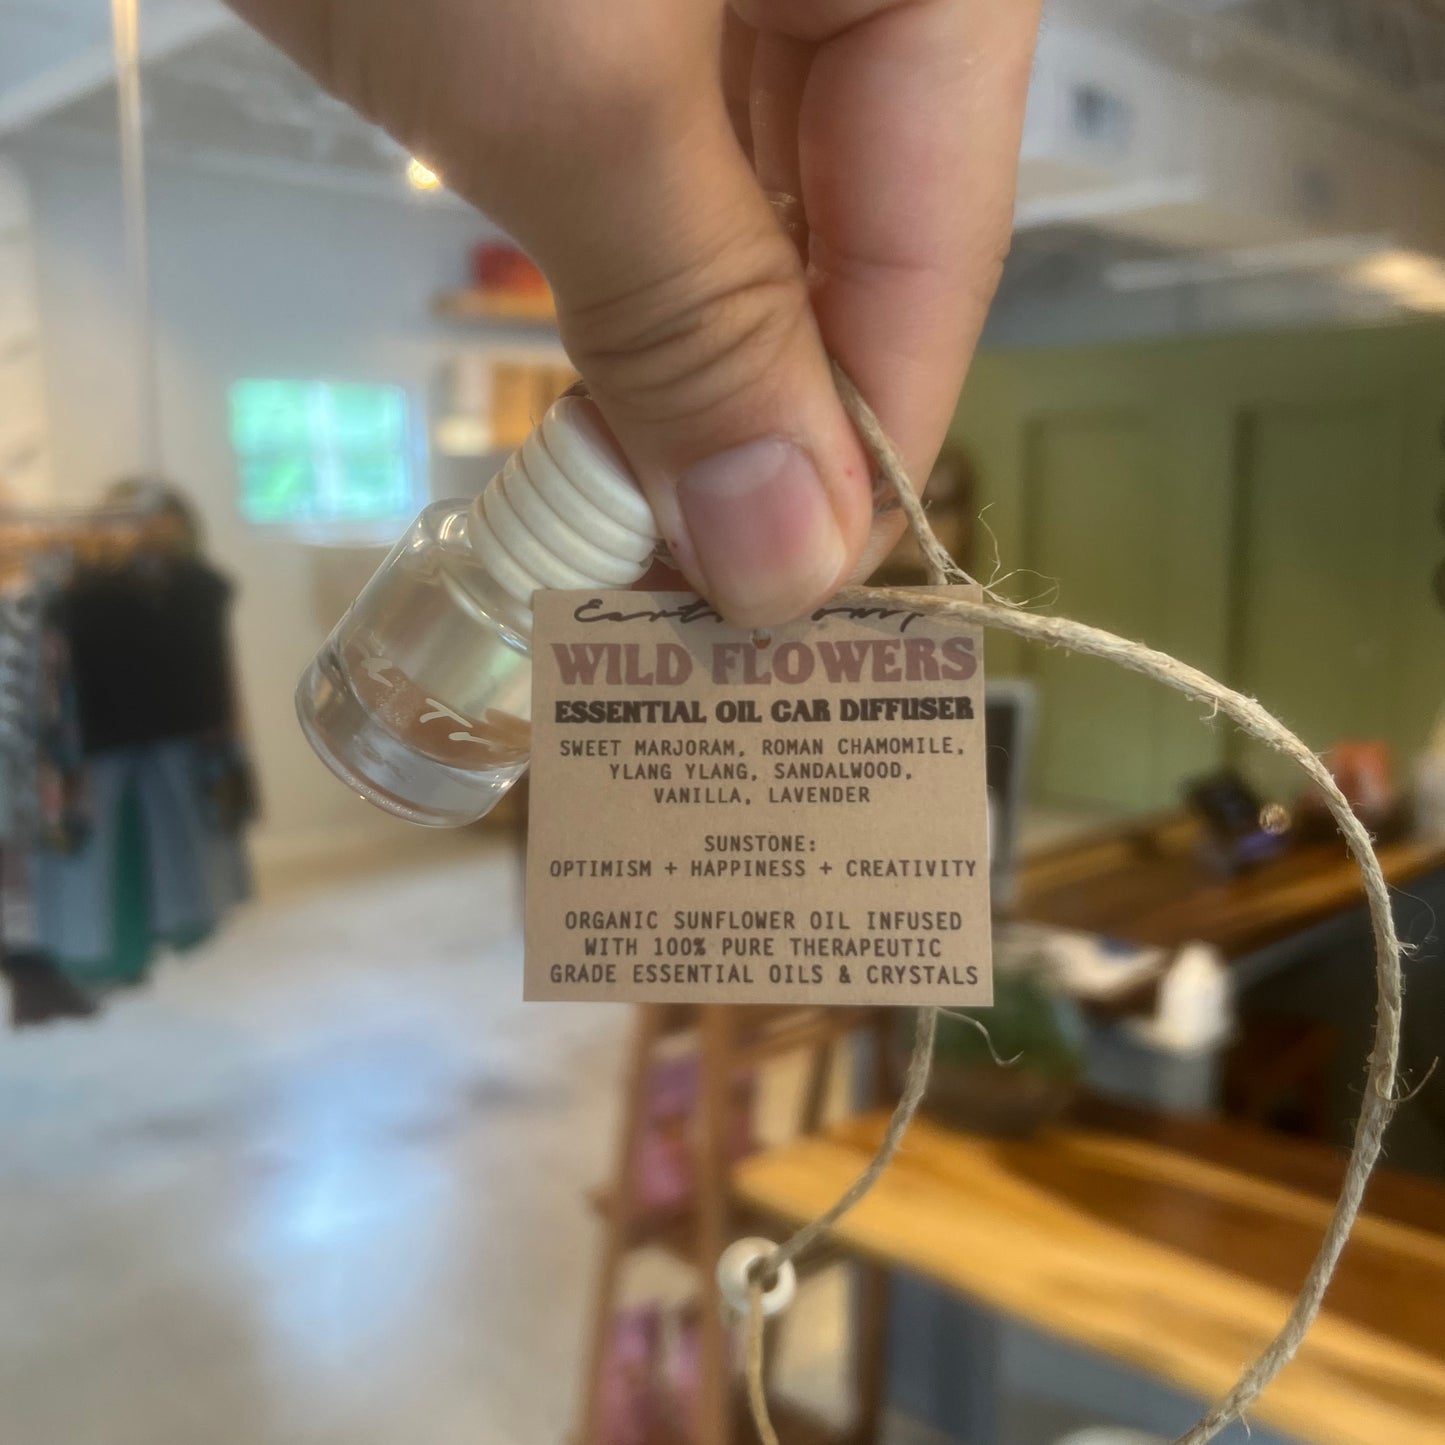 WILD FLOWERS
ESSENTIAL OIL CAR DIFFUSER
SWEET MARJORAM, ROMAN CHAMOMILE,
YLANG YLANG, SANDALWOOD,
VANILLA, LAVENDER
SUNSTONE:
OPTIMISM + HAPPINESS + CREATIVITY
ORGANIC SUNFLOWER OIL INFUSED
WITH 100% PURE THERAPEUTIC
GRADE ESSENTIAL OILS & CRYSTALS